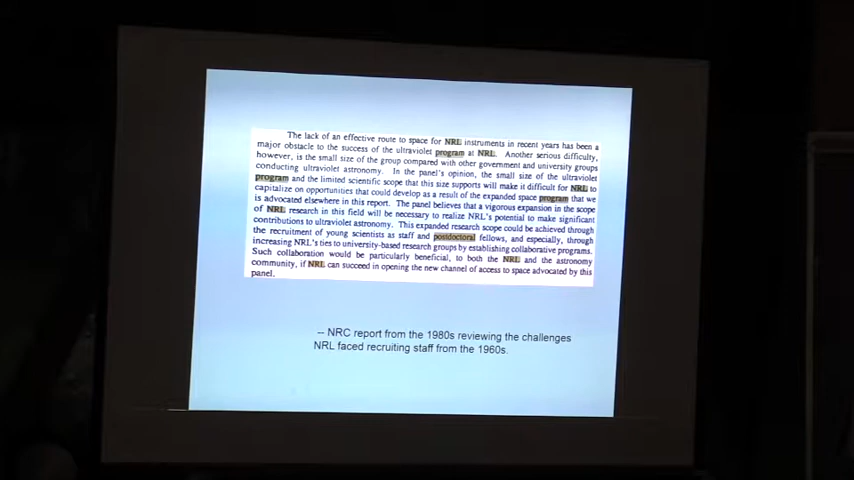 The lack of an effective route to space for NRL instruments in recent years has been a
major obstacle to the success of the ultraviolet program at NRL. Another serious difficulty,
however, is the small size of the group compared with other government and university groups
conducting ultraviolet astronomy. In the panel's opinion, the small size of the ultraviolet
program and the limited scientific scope that this size supports will make it difficult for NRL to
capitalize on opportunities that could develop as a result of the expanded space program that we
is advocated elsewhere in this report. The panel believes that a vigorous expansion in the scope
of NRL research in this field will be necessary to realize NRL's potential to make significant
contributions to ultraviolet astronomy. This expanded research scope could be achieved through
the recruitment of young scientists as staff and postdoctoral fellows, and especially, through
increasing NRL's ties to university-based research groups by establishing collaborative programs.
Such collaboration would be particularly beneficial, to both the NRL and the astronomy
community, if NRL can succeed in opening the new channel of access to space advocated by this
panel.
-- NRC report from the 1980s reviewing the challenges
NRL faced recruiting staff from the 1960s.